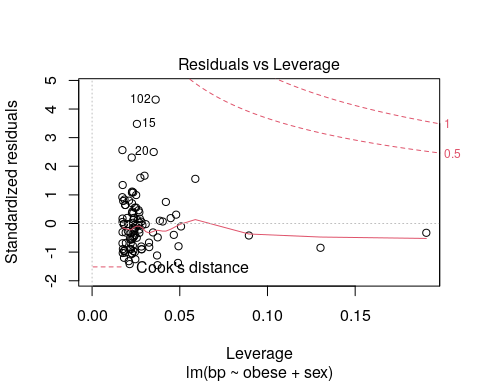 Residuals vs Leverage
Standardized residuals
5
4
3
2
1
0
-1
-2
102
15
20
1
0.5
Cook's distance
0.00 0.05 0.10 0.15
Leverage
lm(bp ~ obese + sex)